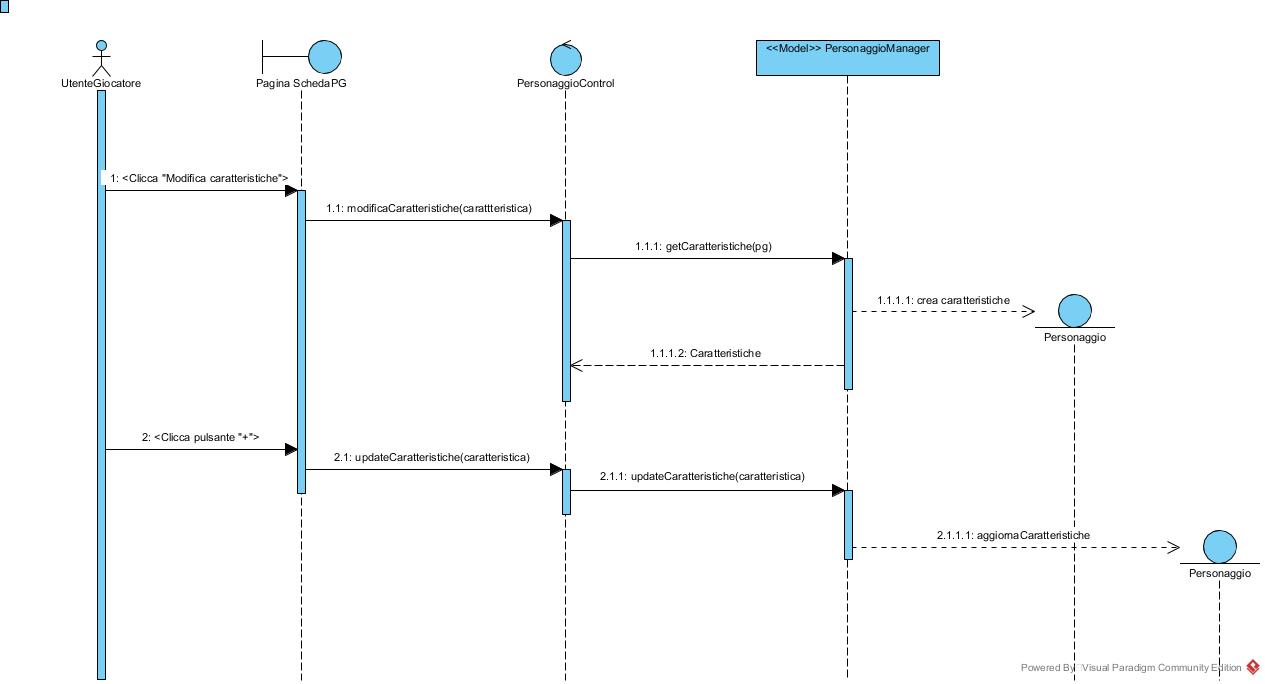 UtenteGiocatore
Pagina SchedaPG
PersonaggioControl
<<Model>> PersonaggioManager
1: <Clicca "Modifica caratteristiche">
1.1: modificaCaratteristiche(carattteristica)
1.1.1: getCaratteristiche(pg)
1.1.1.1: crea caratteristiche
Personaggio
1.1.1.2: Caratteristiche
2: <Clicca pulsante "+">
2.1: updateCaratteristiche(caratteristica)
2.1.1: updateCaratteristiche(caratteristica)
2.1.1.1: aggiornaCaratteristiche
Personaggio
Powered By Visual Paradigm Community Edition